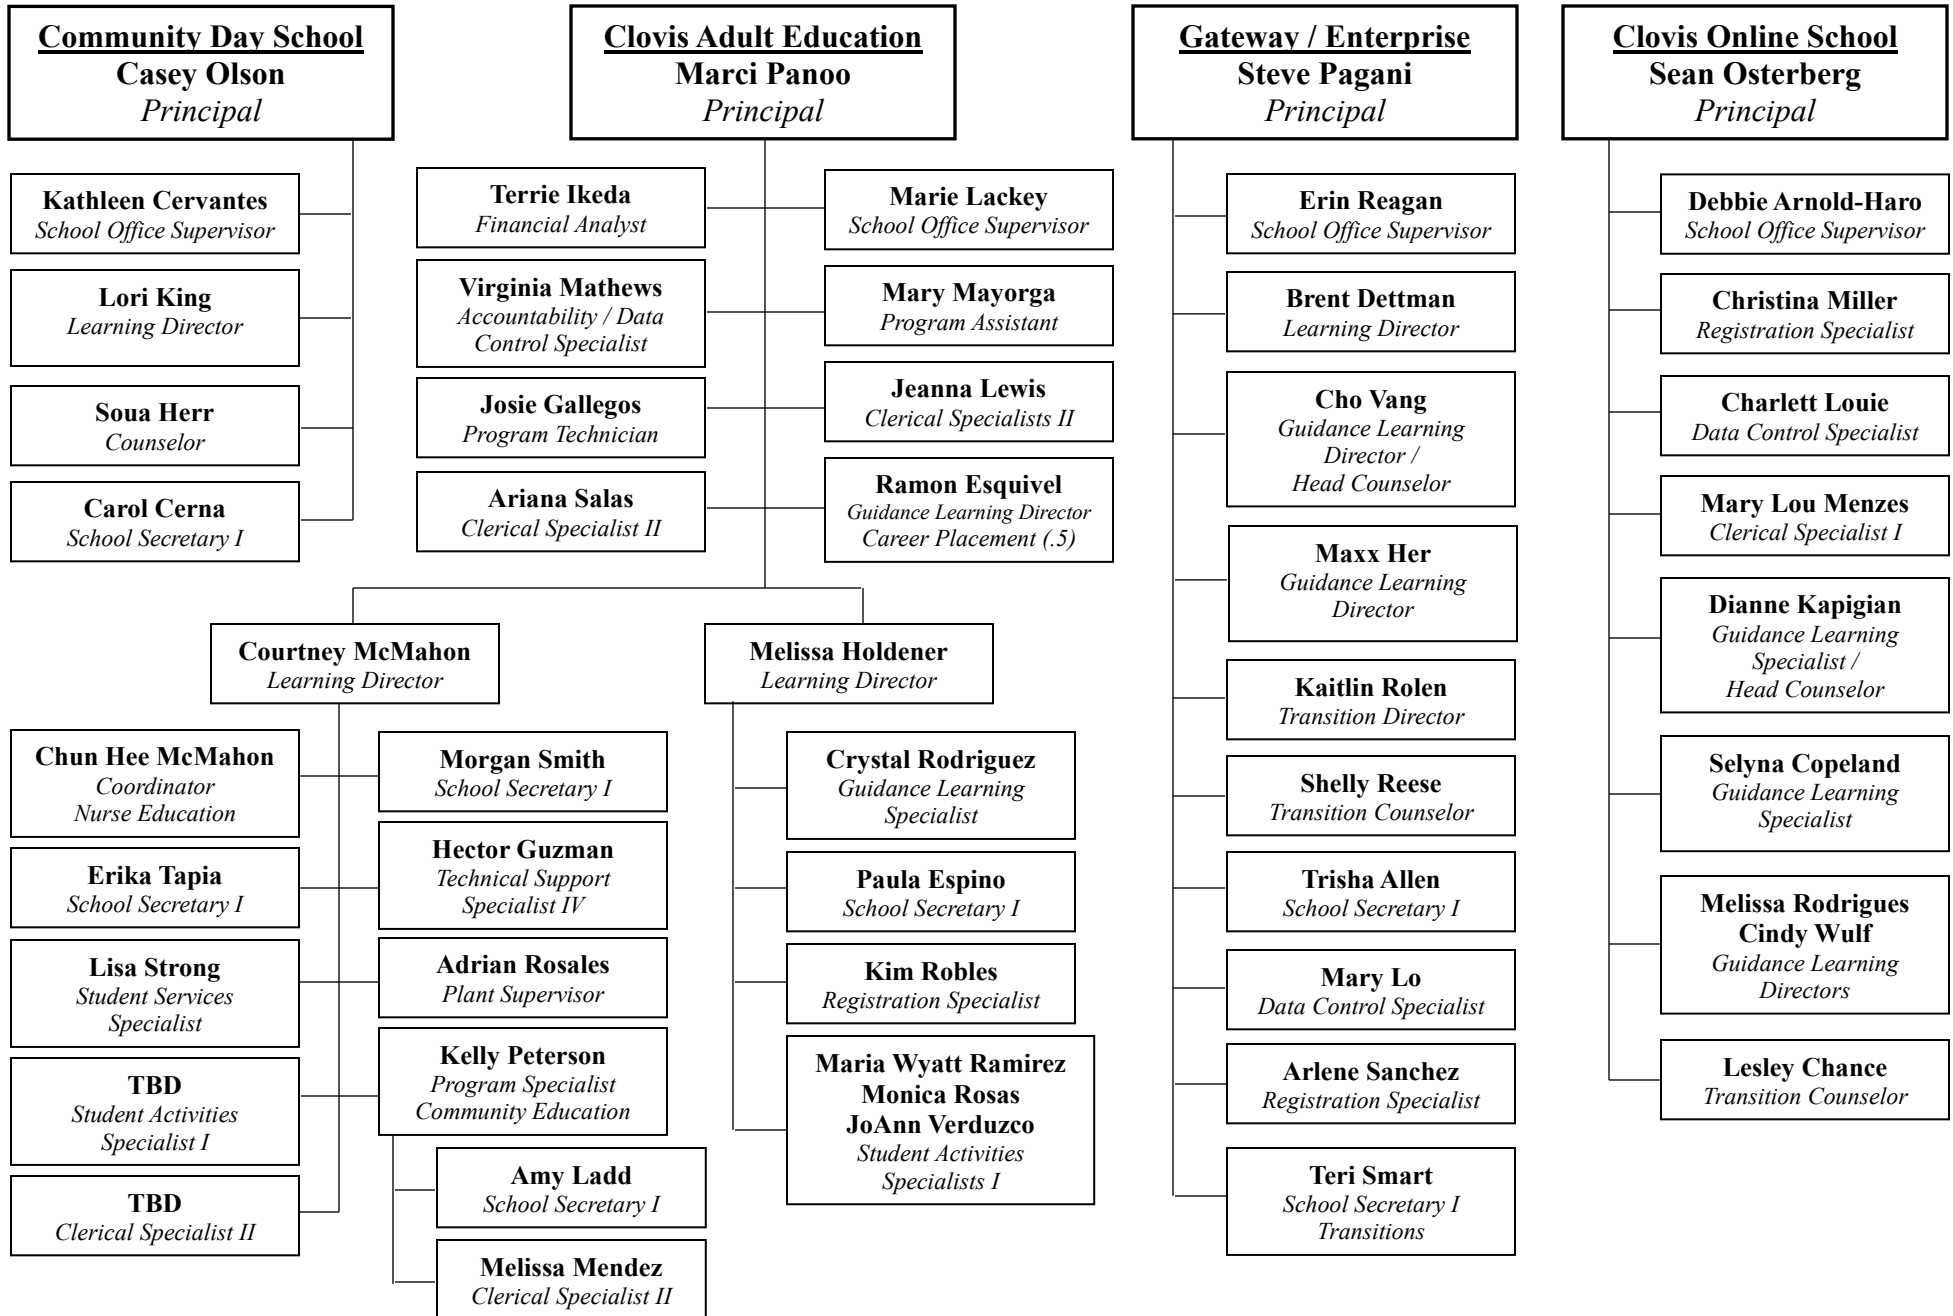 Community Day School
Casey Olson
Principal
Kathleen Cervantes
School Office Supervisor
Lori King
Learning Director
Soua Herr
Counselor
Carol Cerna
School Secretary I
Clovis Adult Education
Marci Panoo
Principal
Terrie Ikeda
Financial Analyst
Virginia Mathews
Accountability / Data
Control Specialist
Josie Gallegos
Program Technician
Ariana Salas
Clerical Specialist II
Marie Lackey
School Office Supervisor
Mary Mayorga
Program Assistant
Jeanna Lewis
Clerical Specialists II
Ramon Esquivel
Guidance Learning Director
Career Placement (.5)
Courtney McMahon
Learning Director
Chun Hee McMahon
Coordinator
Nurse Education
Erika Tapia
School Secretary I
Lisa Strong
Student Services
Specialist
TBD
Student Activities
Specialist I
TBD
Clerical Specialist II
Morgan Smith
School Secretary I
Hector Guzman
Technical Support
Specialist IV
Adrian Rosales
Plant Supervisor
Kelly Peterson
Program Specialist
Community Education
Amy Ladd
School Secretary I
Melissa Mendez
Clerical Specialist II
Melissa Holdener
Learning Director
Crystal Rodriguez
Guidance Learning
Specialist
Paula Espino
School Secretary I
Kim Robles
Registration Specialist
Maria Wyatt Ramirez
Monica Rosas
JoAnn Verduzco
Student Activities
Specialists I
Gateway / Enterprise
Steve Pagani
Principal
Erin Reagan
School Office Supervisor
Brent Dettman
Learning Director
Cho Vang
Guidance Learning
Director /
Head Counselor
Maxx Her
Guidance Learning
Director
Kaitlin Rolen
Transition Director
Shelly Reese
Transition Counselor
Trisha Allen
School Secretary I
Mary Lo
Data Control Specialist
Arlene Sanchez
Registration Specialist
Teri Smart
School Secretary I
Transitions
Clovis Online School
Sean Osterberg
Principal
Debbie Arnold-Haro
School Office Supervisor
Christina Miller
Registration Specialist
Charlett Louie
Data Control Specialist
Mary Lou Menzes
Clerical Specialist I
Dianne Kapigian
Guidance Learning
Specialist /
Head Counselor
Selyna Copeland
Guidance Learning
Specialist
Melissa Rodrigues
Cindy Wulf
Guidance Learning
Directors
Lesley Chance
Transition Counselor